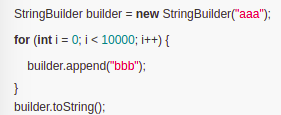 StringBuilder builder = new StringBuilder("aaa");
for (int i = 0; i < 10000; i++) {
builder.append("bbb");
}
builder.toString();